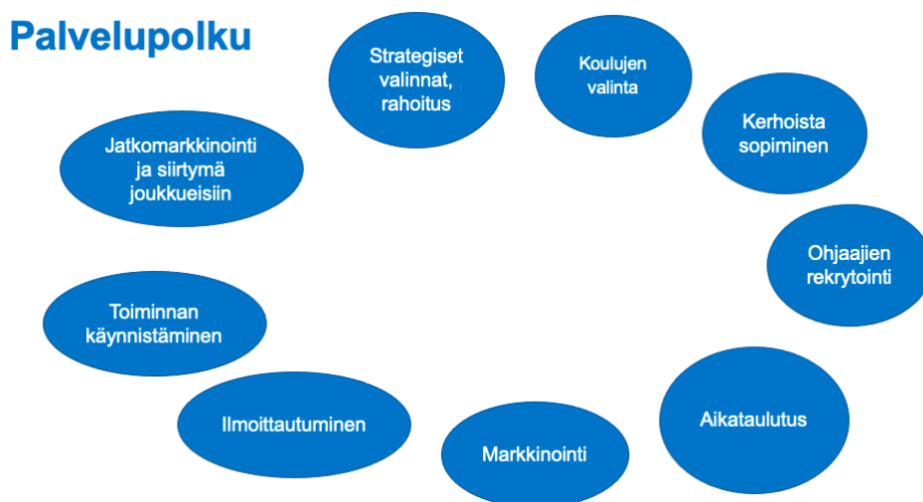 Palvelupolku
Strategiset
valinnat,
rahoitus
Koulujen
valinta
Kerhoista
sopiminen
Ohjaajien
rekrytointi
Aikataulutus
Markkinointi
Ilmoittautuminen
Toiminnan
käynnistäminen
Jatkomarkkinointi
ja siirtymä
joukkueisiin